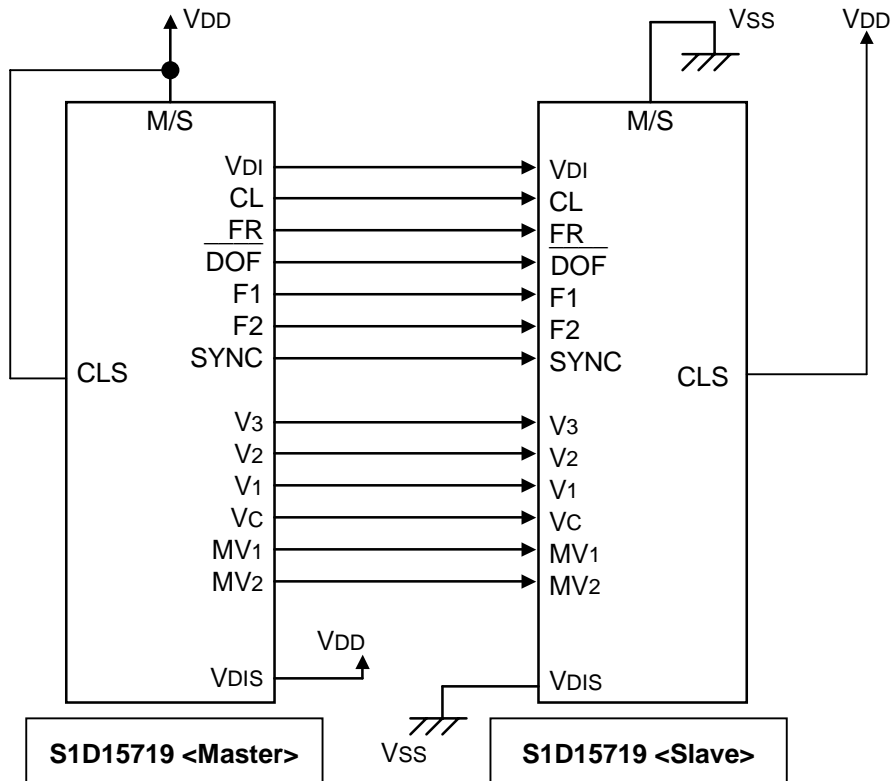 VDD
VSS
VDD
M/S
M/S
VDI
VDI
CL
CL
FR
FR
DOF
DOF
F1
F1
F2
F2
SYNC
SYNC
CLS
CLS
V3
V3
V2
V2
V1
V1
VC
VC
MV1
MV1
MV2
MV2
VDD
VDIS
VDIS
VSS
S1D15719 <Master>
S1D15719 <Slave>